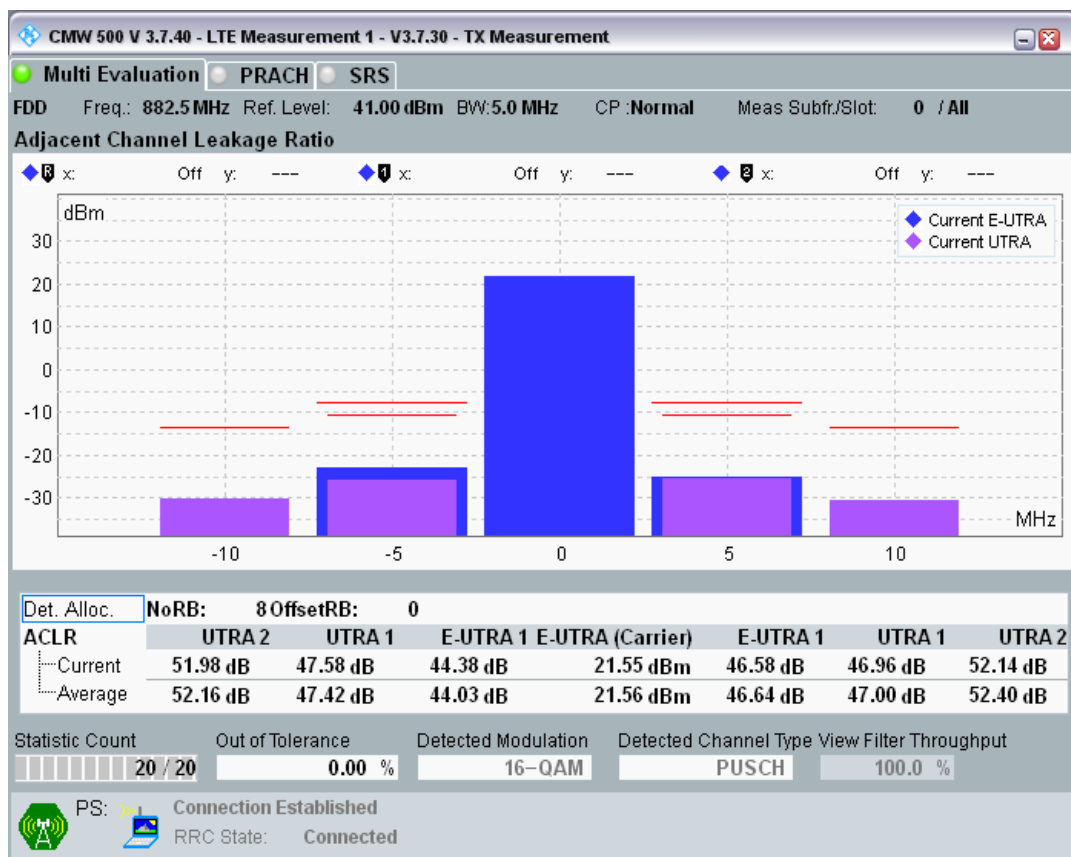 CMW 500 V 3.7.40 - LTE Measurement 1 - V3.7.30 - TX Measurement
Multi Evaluation PRACH SRS
FDD Freq.: 882.5 MHz Ref. Level: 41.00 dBm BW:5.0 MHz CP :Normal Meas Subfr./Slot: 0 / All
Adjacent Channel Leakage Ratio
R x: Off y: --- 1 x: Off y: --- 2 x: Off y: ---
dBm
Current E-UTRA
Current UTRA
30
20
10
0
-10
-20
-30
MHz
-10 -5 0 5 10
Det. Alloc. NoRB: 8 OffsetRB: 0
ACLR UTRA 2 UTRA 1 E-UTRA 1 E-UTRA (Carrier) E-UTRA 1 UTRA 1 UTRA 2
Current 51.98 dB 47.58 dB 44.38 dB 21.55 dBm 46.58 dB 46.96 dB 52.14 dB
Average 52.16 dB 47.42 dB 44.03 dB 21.56 dBm 46.64 dB 47.00 dB 52.40 dB
Statistic Count Out of Tolerance Detected Modulation Detected Channel Type View Filter Throughput
20 / 20 0.00 % 16-QAM PUSCH 100.0 %
PS: Connection Established
RRC State: Connected